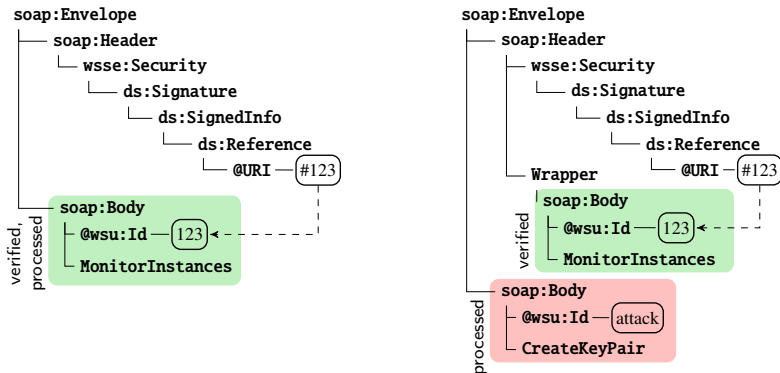 soap:Envelope
soap:Header
wsse:Security
ds:Signature
ds:SignedInfo
ds:Reference
@URI #123
soap:Body
@wsu:Id 123
MonitorInstances
verified,
processed
soap:Envelope
soap:Header
wsse:Security
ds:Signature
ds:SignedInfo
ds:Reference
@URI #123
Wrapper
soap:Body
@wsu:Id 123
MonitorInstances
verified
soap:Body
@wsu:Id attack
CreateKeyPair
processed